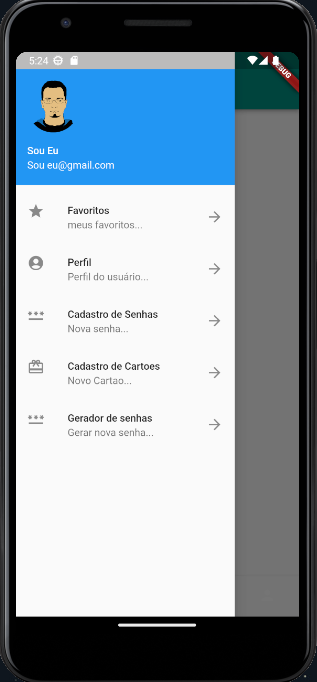 5:24
DEBUG
Sou Eu
Sou eu@gmail.com
Favoritos
meus favoritos...
Perfil
Perfil do usuário...
Cadastro de Senhas
Nova senha...
Cadastro de Cartoes
Novo Cartao...
Gerador de senhas
Gerar nova senha...